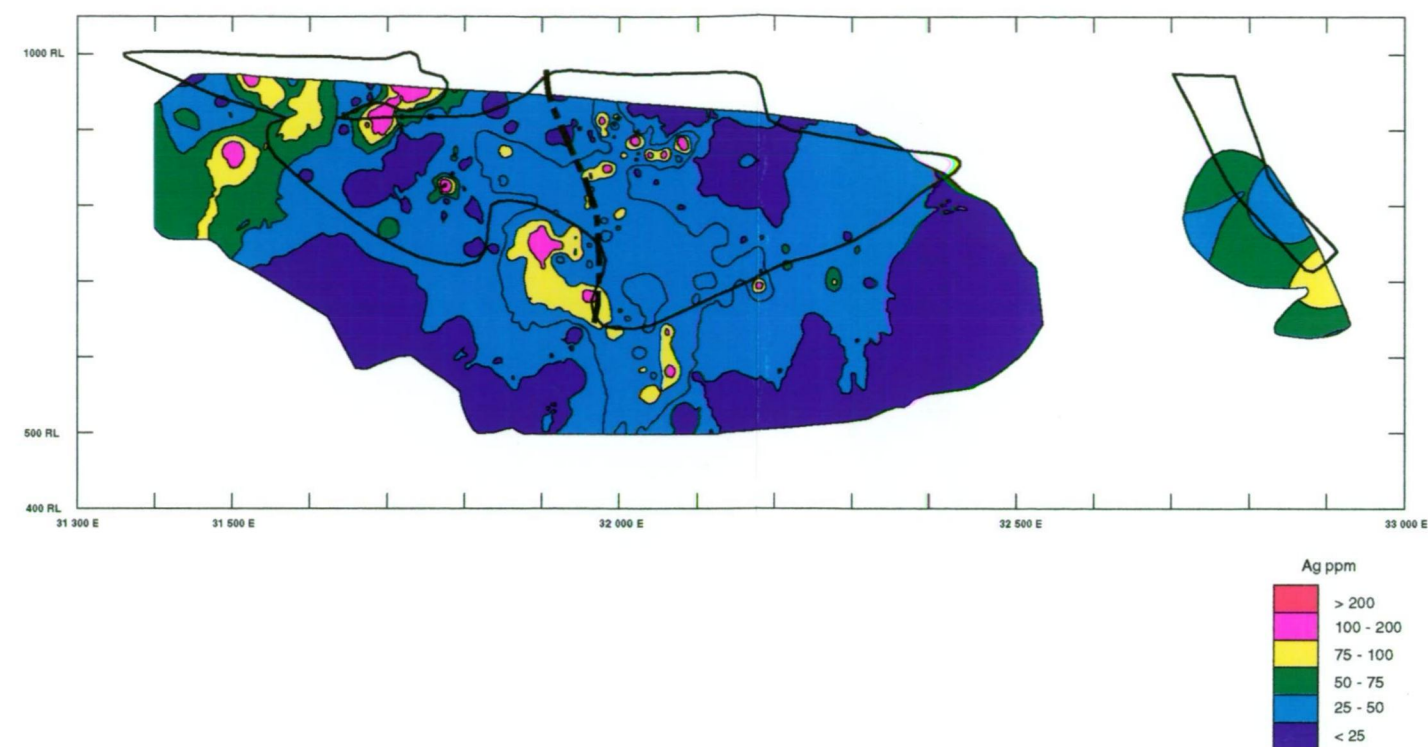 1000 RL
500 RL
400 RL
31 300 E
31 500 E
32 000 E
32 500 E
33 000 E
Ag ppm
> 200
100 - 200
75 - 100
50 - 75
25 - 50
< 25